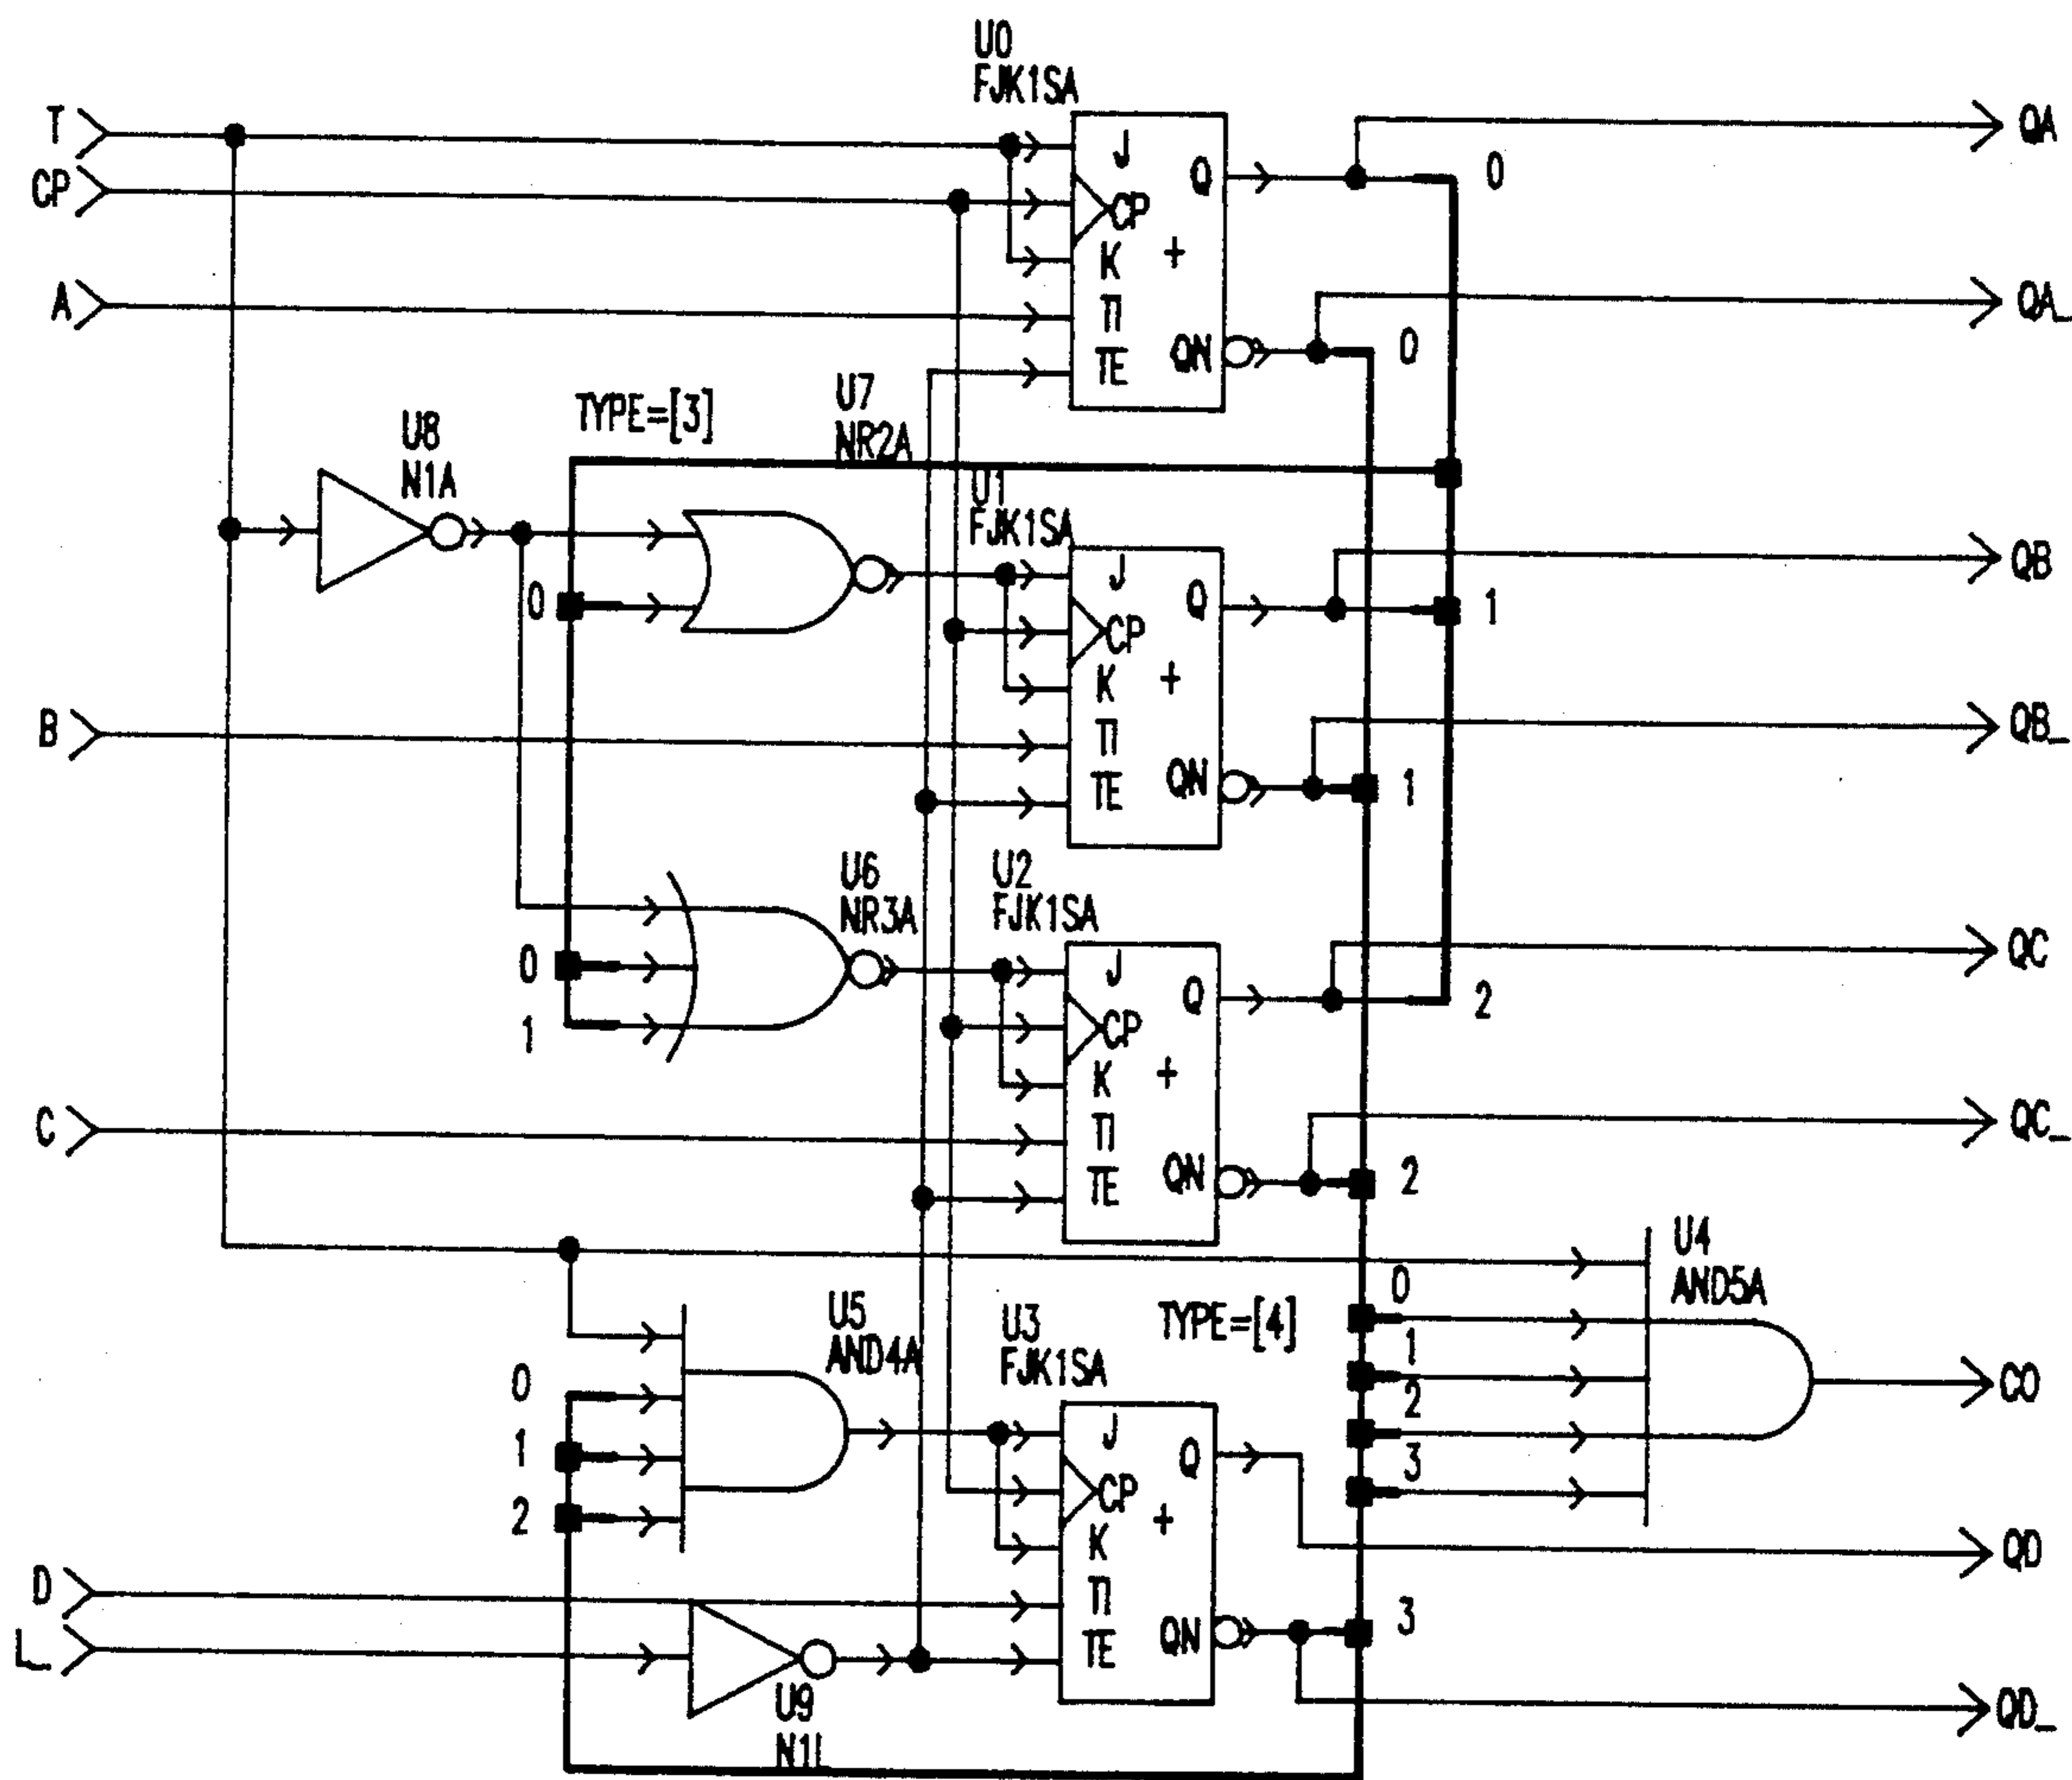 U0
FJK1SA
T
CP
A
J
CP
K
TI
TE
Q
+
QN
0
0
QA
QA_
U8
N1A
TYPE=[3]
U7
NR2A
U1
FJK1SA
0
B
J
CP
K
TI
TE
Q
+
QN
1
1
QB
QB_
U6
NR3A
U2
FJK1SA
0
1
C
J
CP
K
TI
TE
Q
+
QN
2
2
QC
QC_
U4
AND5A
0
1
2
3
CO
U5
AND4A
U3
FJK1SA
TYPE=[4]
0
1
2
D
L_
J
CP
K
TI
TE
Q
+
QN
3
QD
QD_
U9
N1L